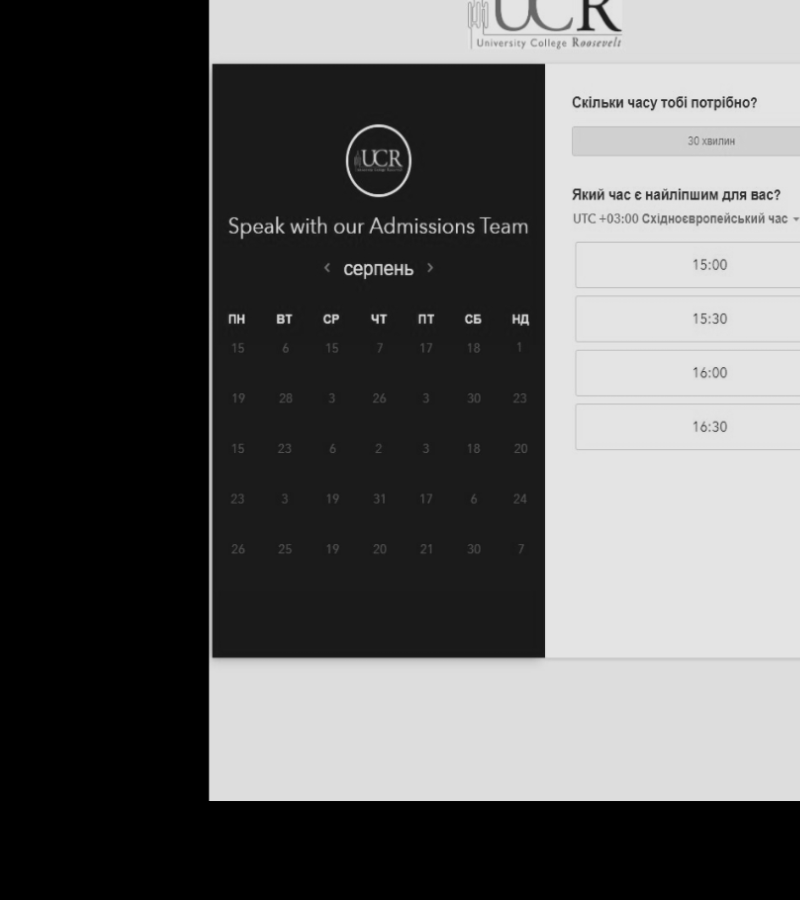 UCR
University College Roosevelt
UCR
Speak with our Admissions Team
‹ серпень ›
ПН ВТ СР ЧТ ПТ СБ НД
15 6 15 7 17 18 1
19 28 3 26 3 30 23
15 23 6 2 3 18 20
23 3 19 31 17 6 24
26 25 19 20 21 30 7
Скільки часу тобі потрібно?
30 хвилин
Який час є найліпшим для вас?
UTC +03:00 Східноєвропейський час
15:00
15:30
16:00
16:30